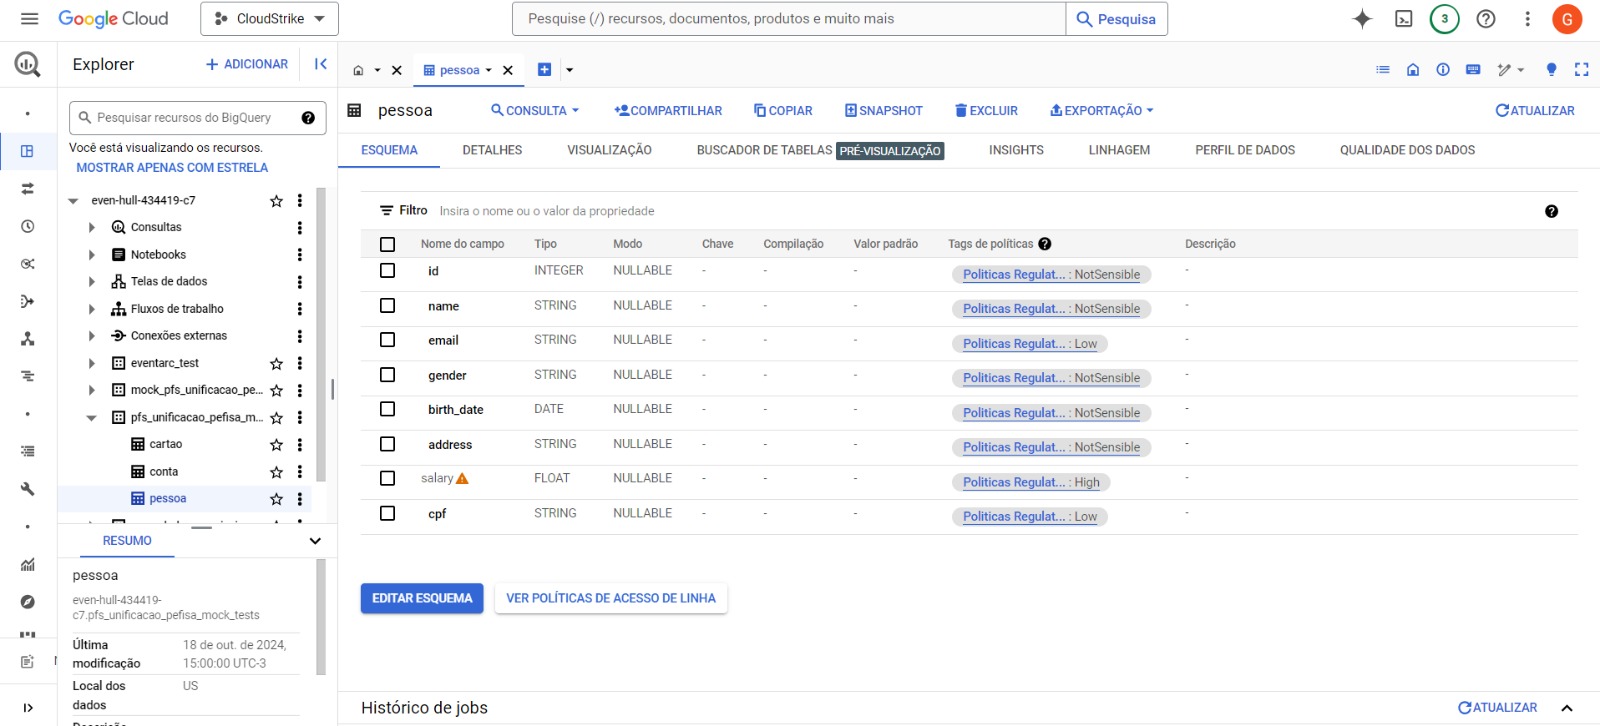 Google Cloud
CloudStrike
Pesquise (/) recursos, documentos, produtos e muito mais
Pesquisa
3
G
Explorer
ADICIONAR
pessoa
Pesquisar recursos do BigQuery
Você está visualizando os recursos.
MOSTRAR APENAS COM ESTRELA
even-hull-434419-c7
Consultas
Notebooks
Telas de dados
Fluxos de trabalho
Conexões externas
eventarc_test
mock_pfs_unificacao_pe...
pfs_unificacao_pefisa_m...
cartao
conta
pessoa
RESUMO
pessoa
even-hull-434419-
c7.pfs_unificacao_pefisa_mock_tests
Última modificação 18 de out. de 2024, 15:00:00 UTC-3
Local dos dados US
pessoa
CONSULTA
COMPARTILHAR
COPIAR
SNAPSHOT
EXCLUIR
EXPORTAÇÃO
ATUALIZAR
ESQUEMA
DETALHES
VISUALIZAÇÃO
BUSCADOR DE TABELAS PRÉ-VISUALIZAÇÃO
INSIGHTS
LINHAGEM
PERFIL DE DADOS
QUALIDADE DOS DADOS
Filtro Insira o nome ou o valor da propriedade
Nome do campo Tipo Modo Chave Compilação Valor padrão Tags de políticas Descrição
id INTEGER NULLABLE - - - Politicas Regulat... : NotSensible -
name STRING NULLABLE - - - Politicas Regulat... : NotSensible -
email STRING NULLABLE - - - Politicas Regulat... : Low -
gender STRING NULLABLE - - - Politicas Regulat... : NotSensible -
birth_date DATE NULLABLE - - - Politicas Regulat... : NotSensible -
address STRING NULLABLE - - - Politicas Regulat... : NotSensible -
salary FLOAT NULLABLE - - - Politicas Regulat... : High -
cpf STRING NULLABLE - - - Politicas Regulat... : Low -
EDITAR ESQUEMA
VER POLÍTICAS DE ACESSO DE LINHA
Histórico de jobs
ATUALIZAR